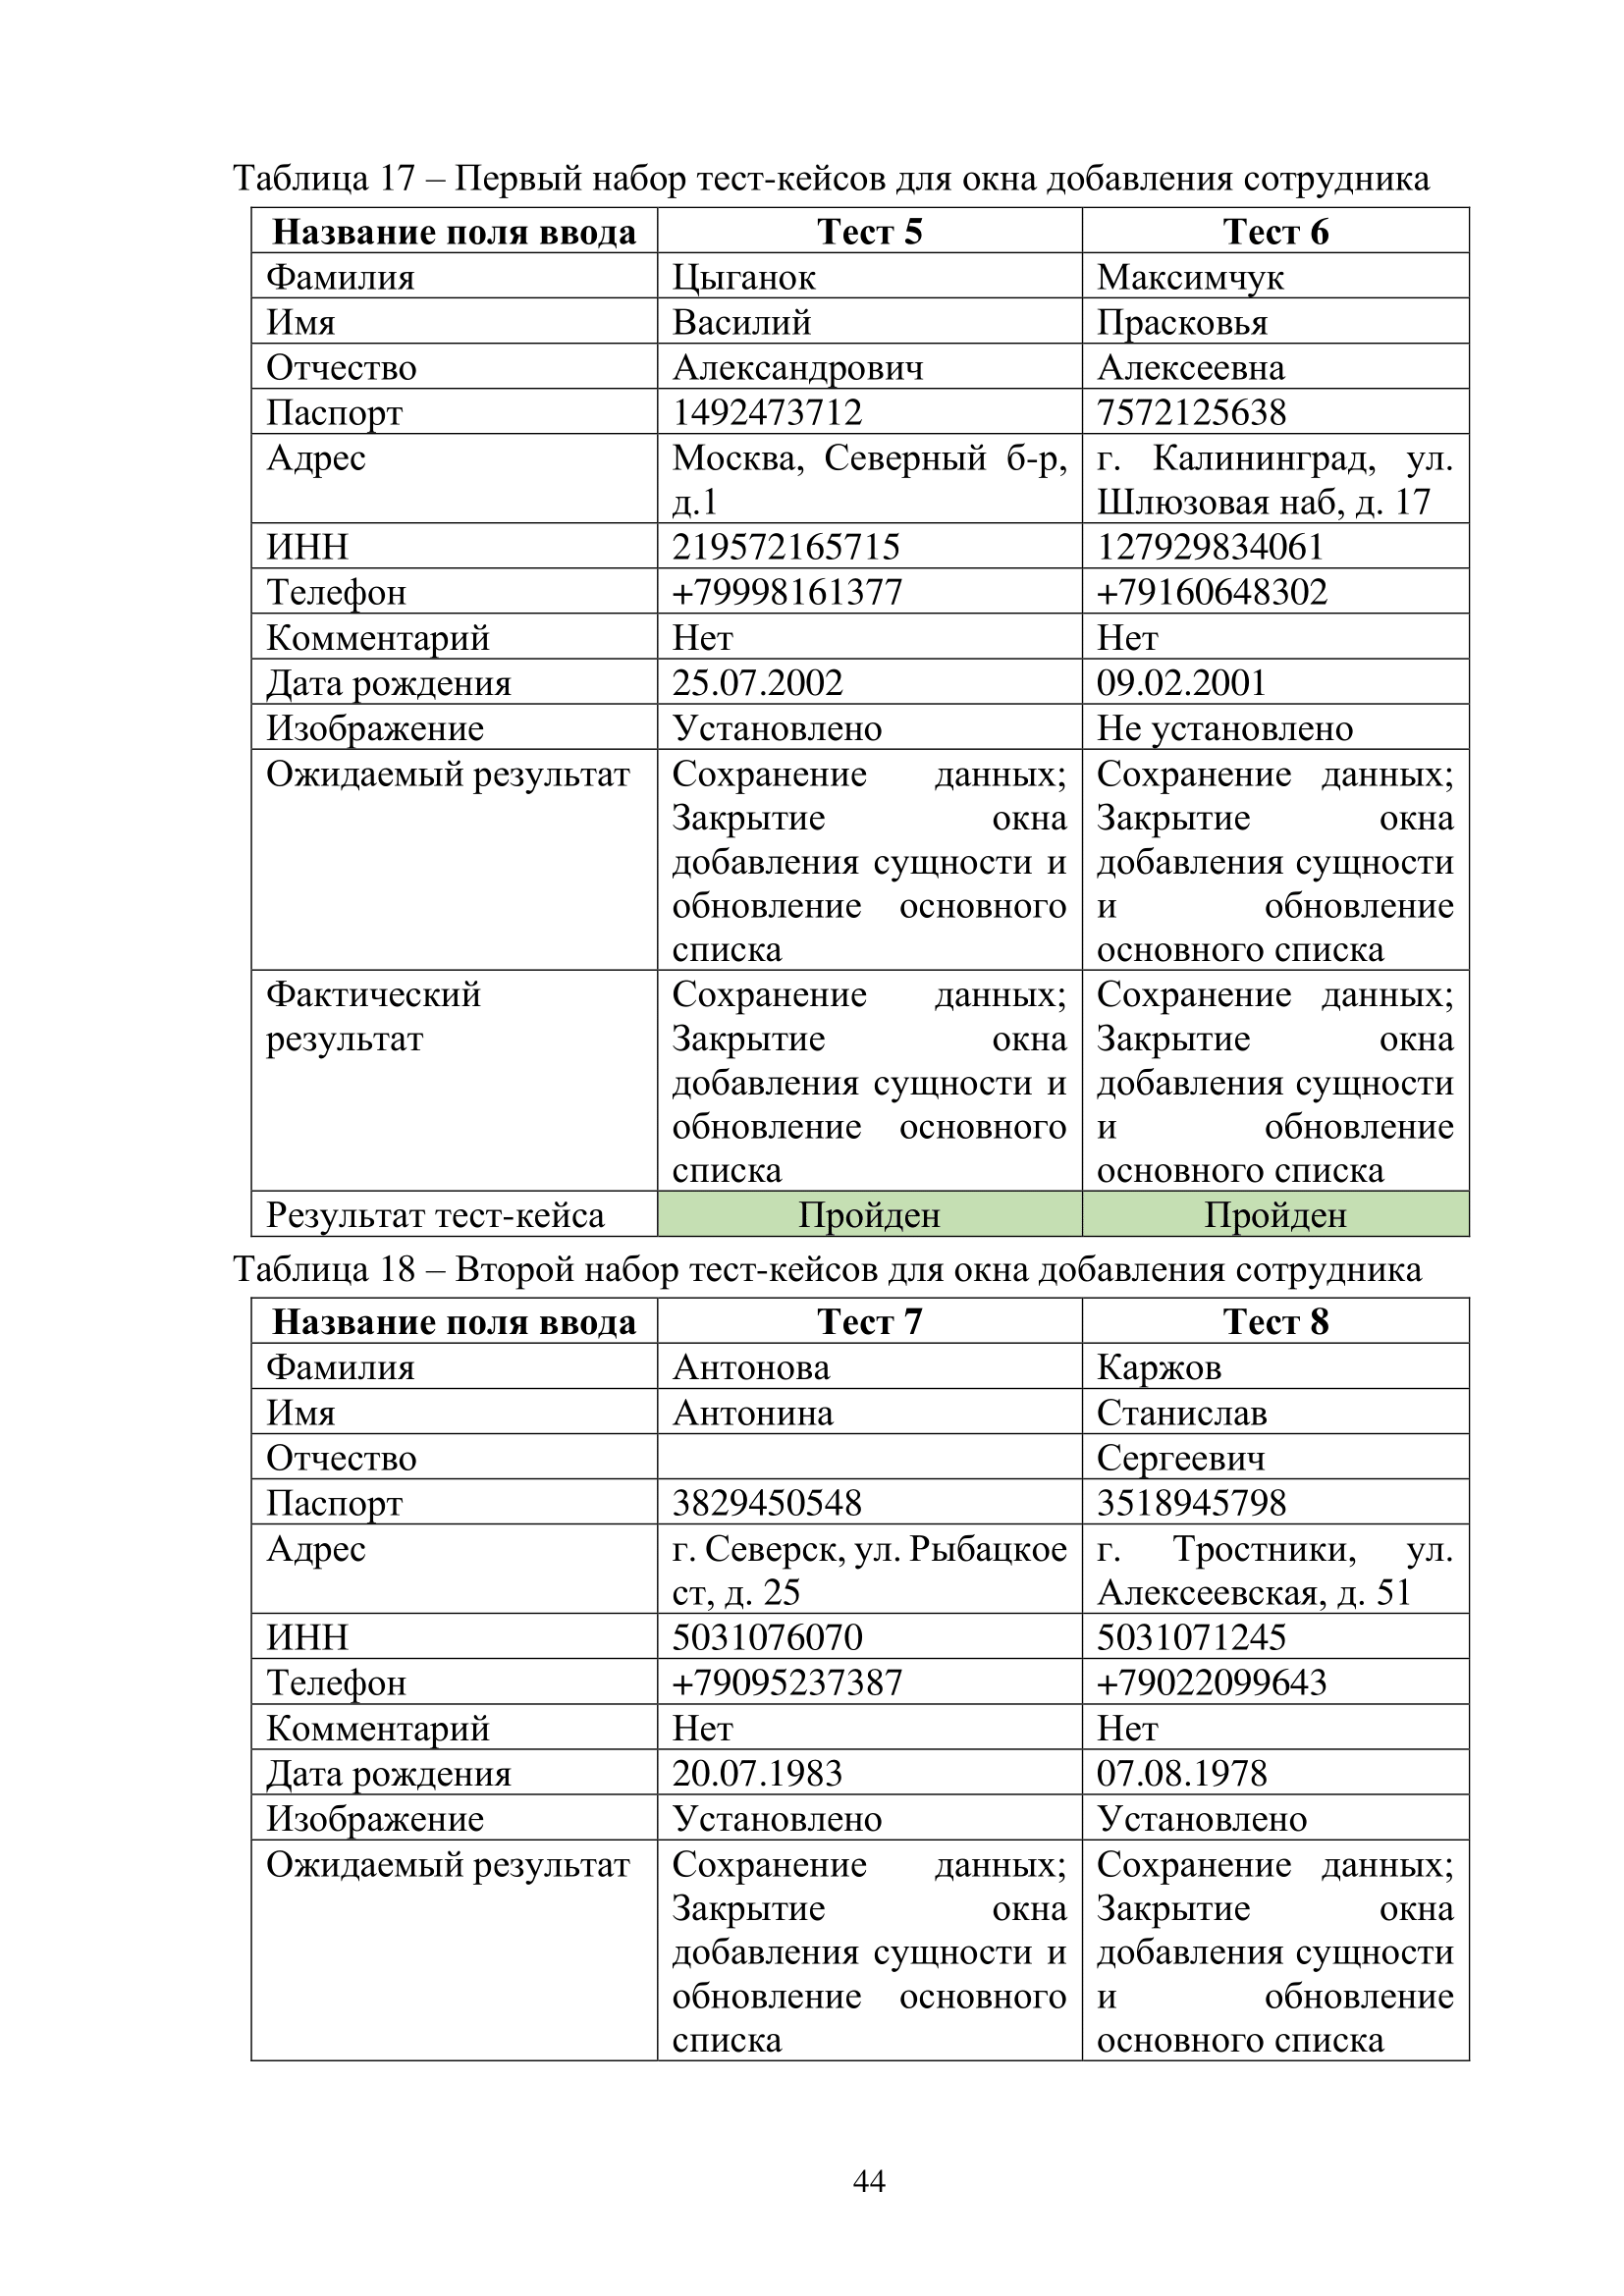 Таблица 17 – Первый набор тест-кейсов для окна добавления сотрудника
Название поля ввода Тест 5 Тест 6
Фамилия Цыганок Максимчук
Имя Василий Прасковья
Отчество Александрович Алексеевна
Паспорт 1492473712 7572125638
Адрес Москва, Северный б-р, г. Калининград, ул.
д.1 Шлюзовая наб, д. 17
ИНН 219572165715 127929834061
Телефон +79998161377 +79160648302
Комментарий Нет Нет
Дата рождения 25.07.2002 09.02.2001
Изображение Установлено Не установлено
Ожидаемый результат Сохранение данных; Сохранение данных;
Закрытие окна Закрытие окна
добавления сущности и добавления сущности
обновление основного и обновление
списка основного списка
Фактический Сохранение данных; Сохранение данных;
результат Закрытие окна Закрытие окна
добавления сущности и добавления сущности
обновление основного и обновление
списка основного списка
Результат тест-кейса Пройден Пройден
Таблица 18 – Второй набор тест-кейсов для окна добавления сотрудника
Название поля ввода Тест 7 Тест 8
Фамилия Антонова Каржов
Имя Антонина Станислав
Отчество Сергеевич
Паспорт 3829450548 3518945798
Адрес г. Северск, ул. Рыбацкое г. Тростники, ул.
ст, д. 25 Алексеевская, д. 51
ИНН 5031076070 5031071245
Телефон +79095237387 +79022099643
Комментарий Нет Нет
Дата рождения 20.07.1983 07.08.1978
Изображение Установлено Установлено
Ожидаемый результат Сохранение данных; Сохранение данных;
Закрытие окна Закрытие окна
добавления сущности и добавления сущности
обновление основного и обновление
списка основного списка
44